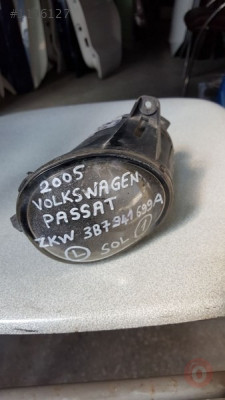 2005
VOLKSWAGEN
PASSAT
ZKW 3B7941699A
L SOL 1